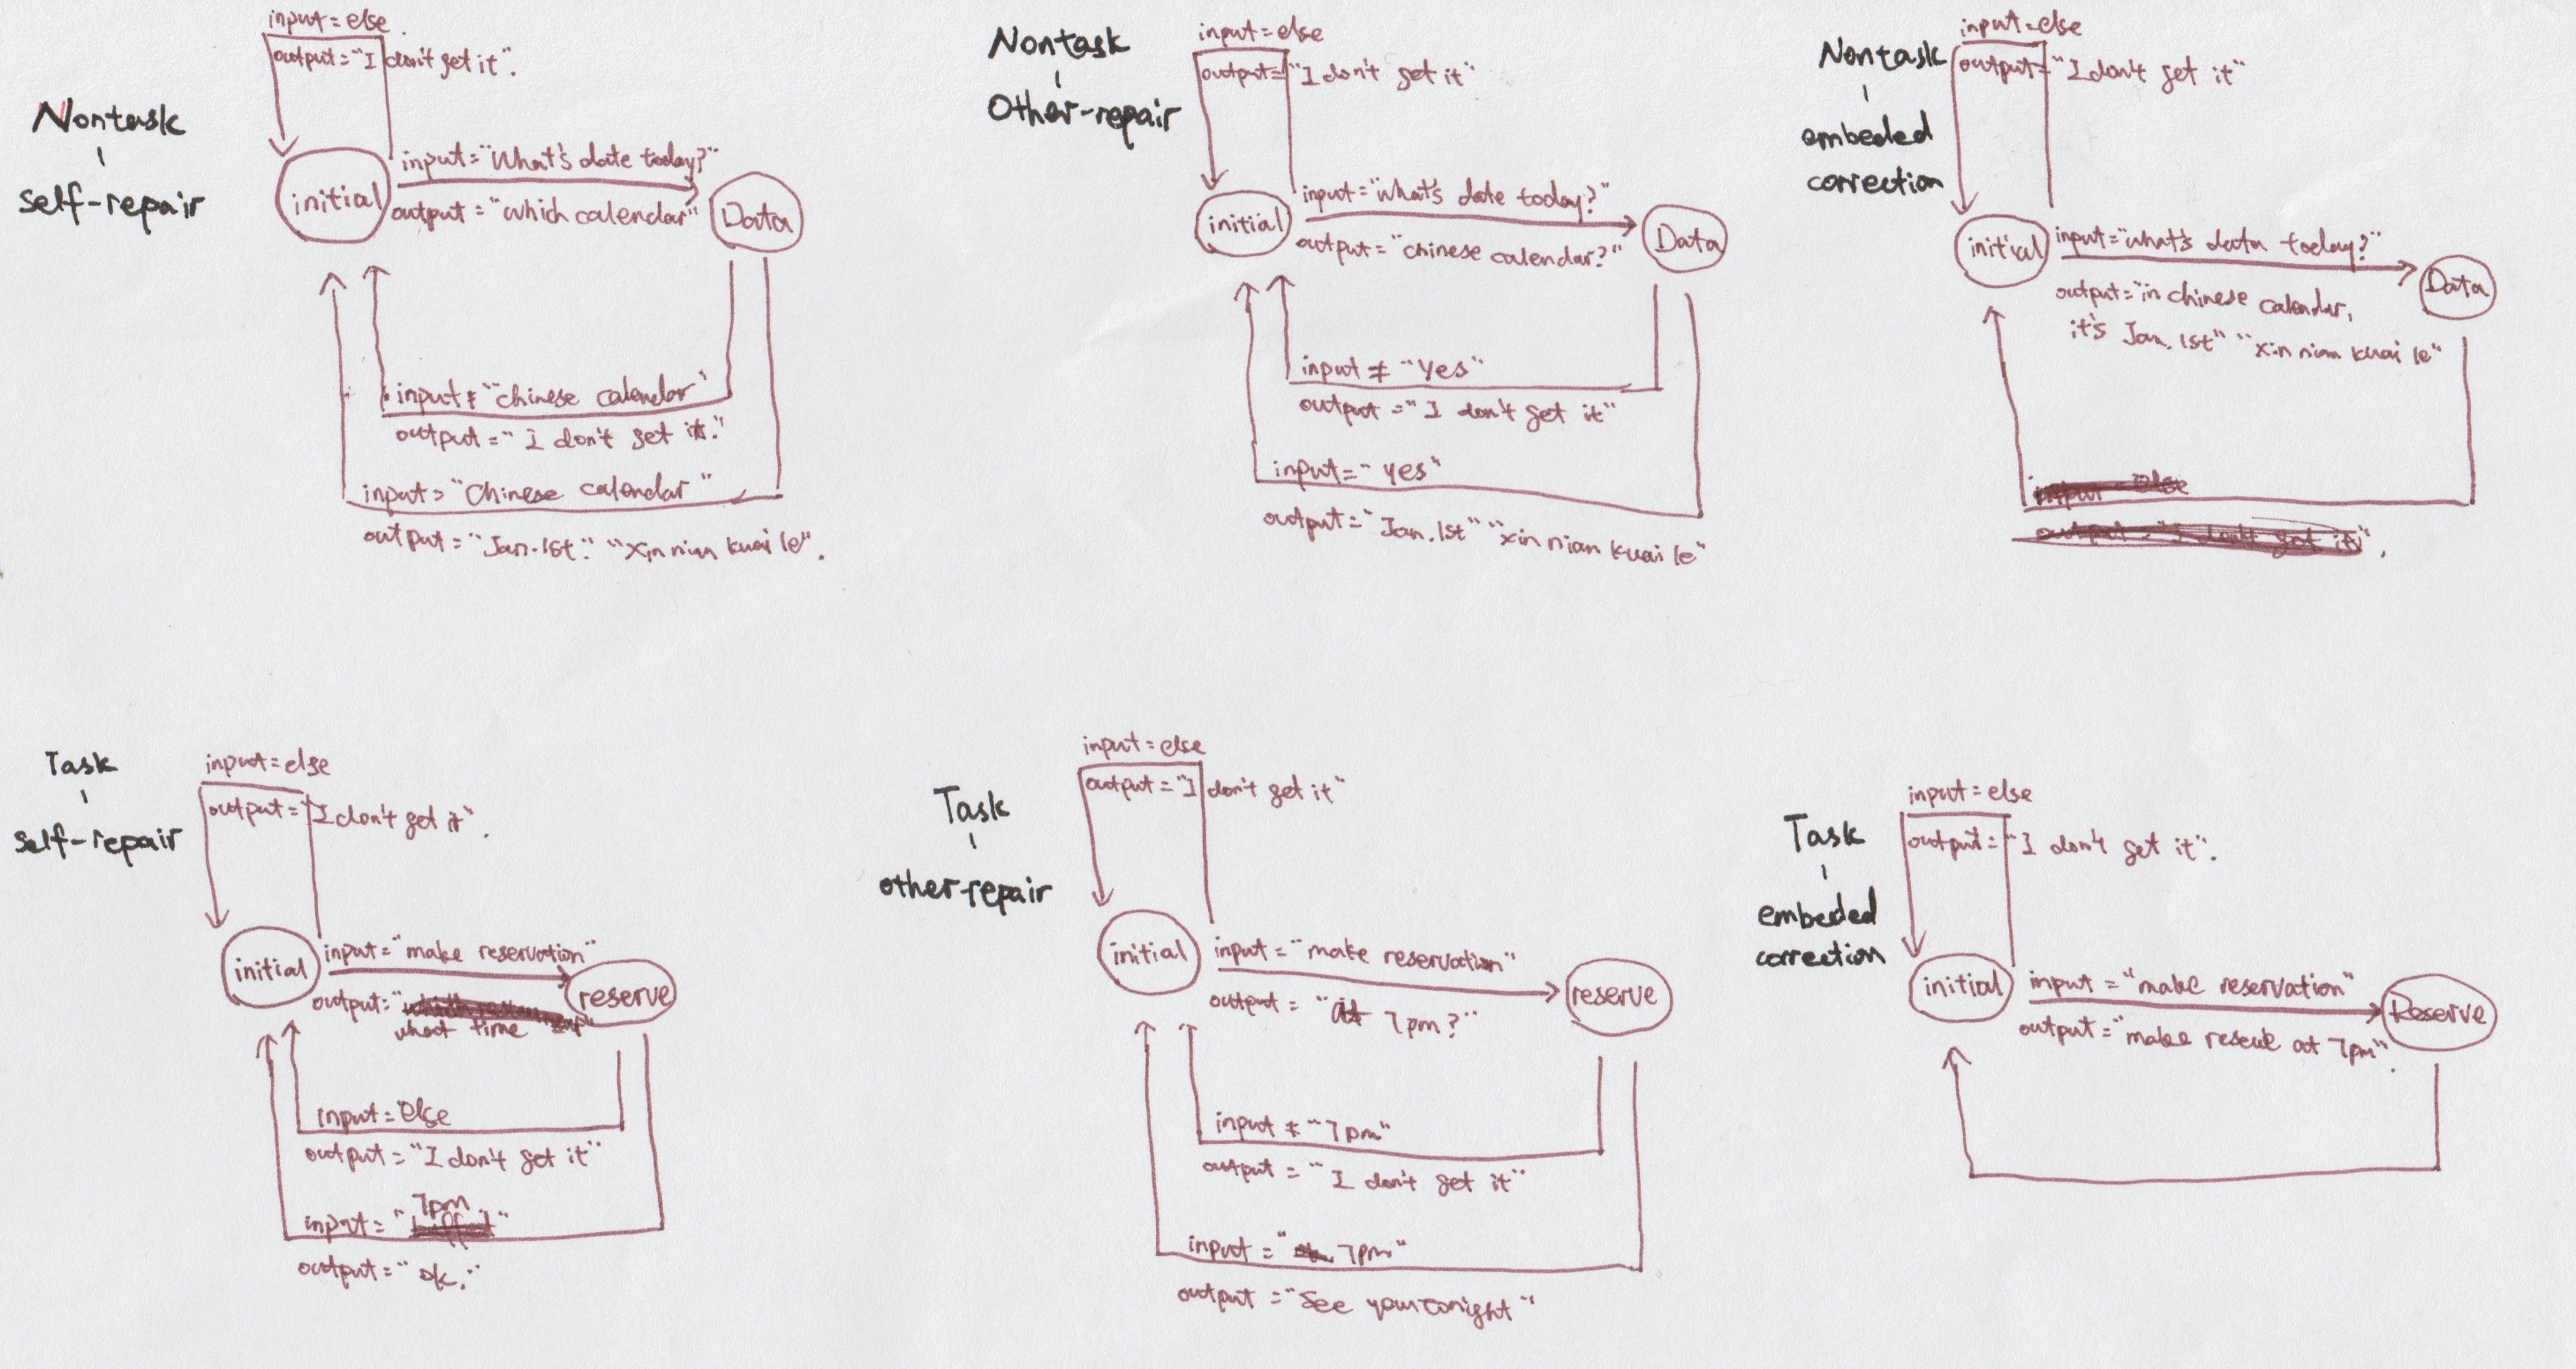 input = else.
output = "I don't get it".
Nontask
-
self-repair
initial
input = "What's date today?"
output = "which calendar"
Data
input ≠ "chinese calendar"
output = "I don't get it."
input = "Chinese calendar"
output = "Jan. 1st." "Xin nian kuai le".
Nontask
-
Other-repair
input = else
output = "I don't get it"
initial
input = "what's date today?"
output = "chinese calendar?"
Data
input ≠ "Yes"
output = "I don't get it"
input = "yes"
output = "Jan. 1st" "xin nian kuai le"
Nontask
-
embeded
correction
input = else
output = "I don't get it"
initial
input = "what's data today?"
output = "in chinese calendar,
it's Jan. 1st" "xin nian kuai le"
Data
input = else
output = "I don't get it".
Task
-
self-repair
input = else
output = "I don't get it".
initial
input = "make reservation"
output = "
what time
reserve
input = else
output = "I don't get it"
7pm
input = " "
output = "ok."
Task
-
other-repair
input = else
output = "I don't get it"
initial
input = "make reservation"
output = "at 7pm?"
reserve
input ≠ "7pm"
output = "I don't get it"
input = "7pm"
output = "See you tonight"
Task
-
embeded
correction
input = else
output = "I don't get it".
initial
input = "make reservation"
output = "make reserve at 7pm".
Reserve